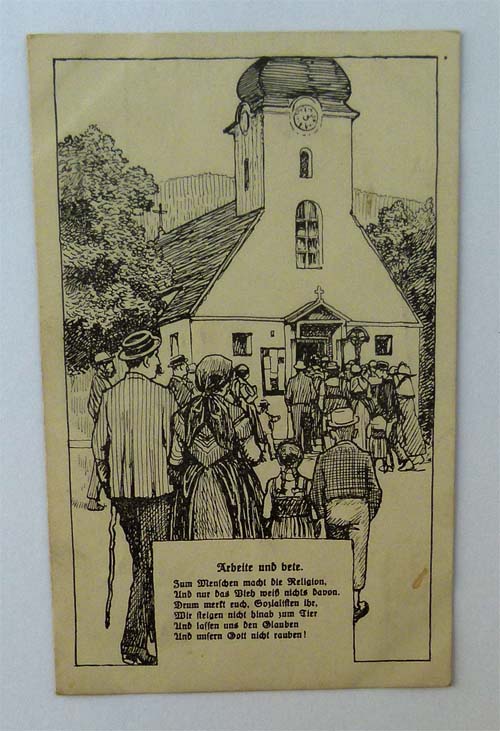 Arbeite und bete.
Zum Menschen macht die Religion,
Und nur das Vieh weiß nichts davon.
Drum merkt euch, Sozialisten ihr,
Wir steigen nicht hinab zum Tier
Und lassen uns den Glauben
Und unsern Gott nicht rauben!